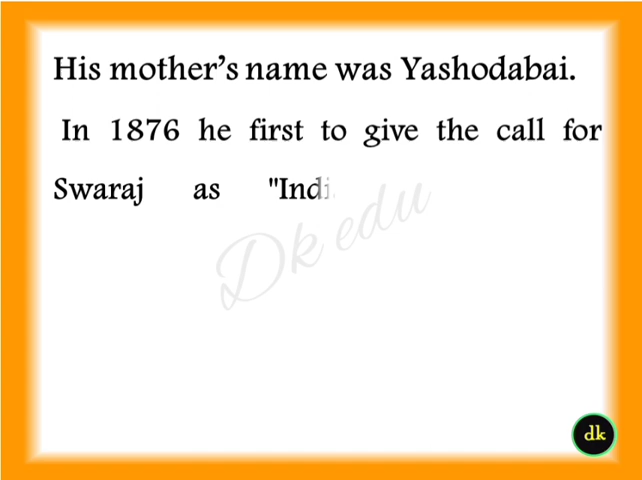 His mother's name was Yashodabai.
In 1876 he first to give the call for
Swaraj as "Indi
Dk edu
dk